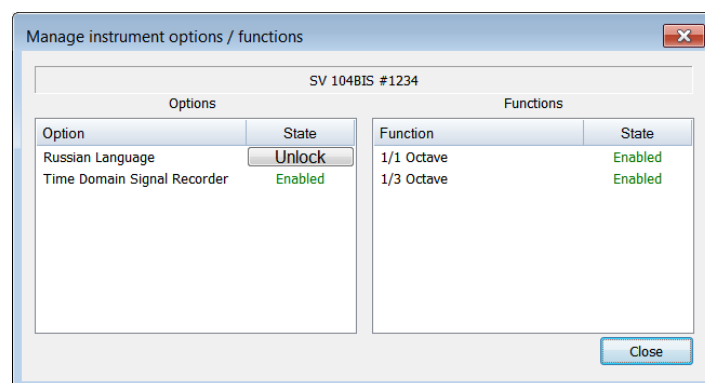 Manage instrument options / functions
SV 104BIS #1234
Options
Functions
Option State
Russian Language Unlock
Time Domain Signal Recorder Enabled
Function State
1/1 Octave Enabled
1/3 Octave Enabled
Close